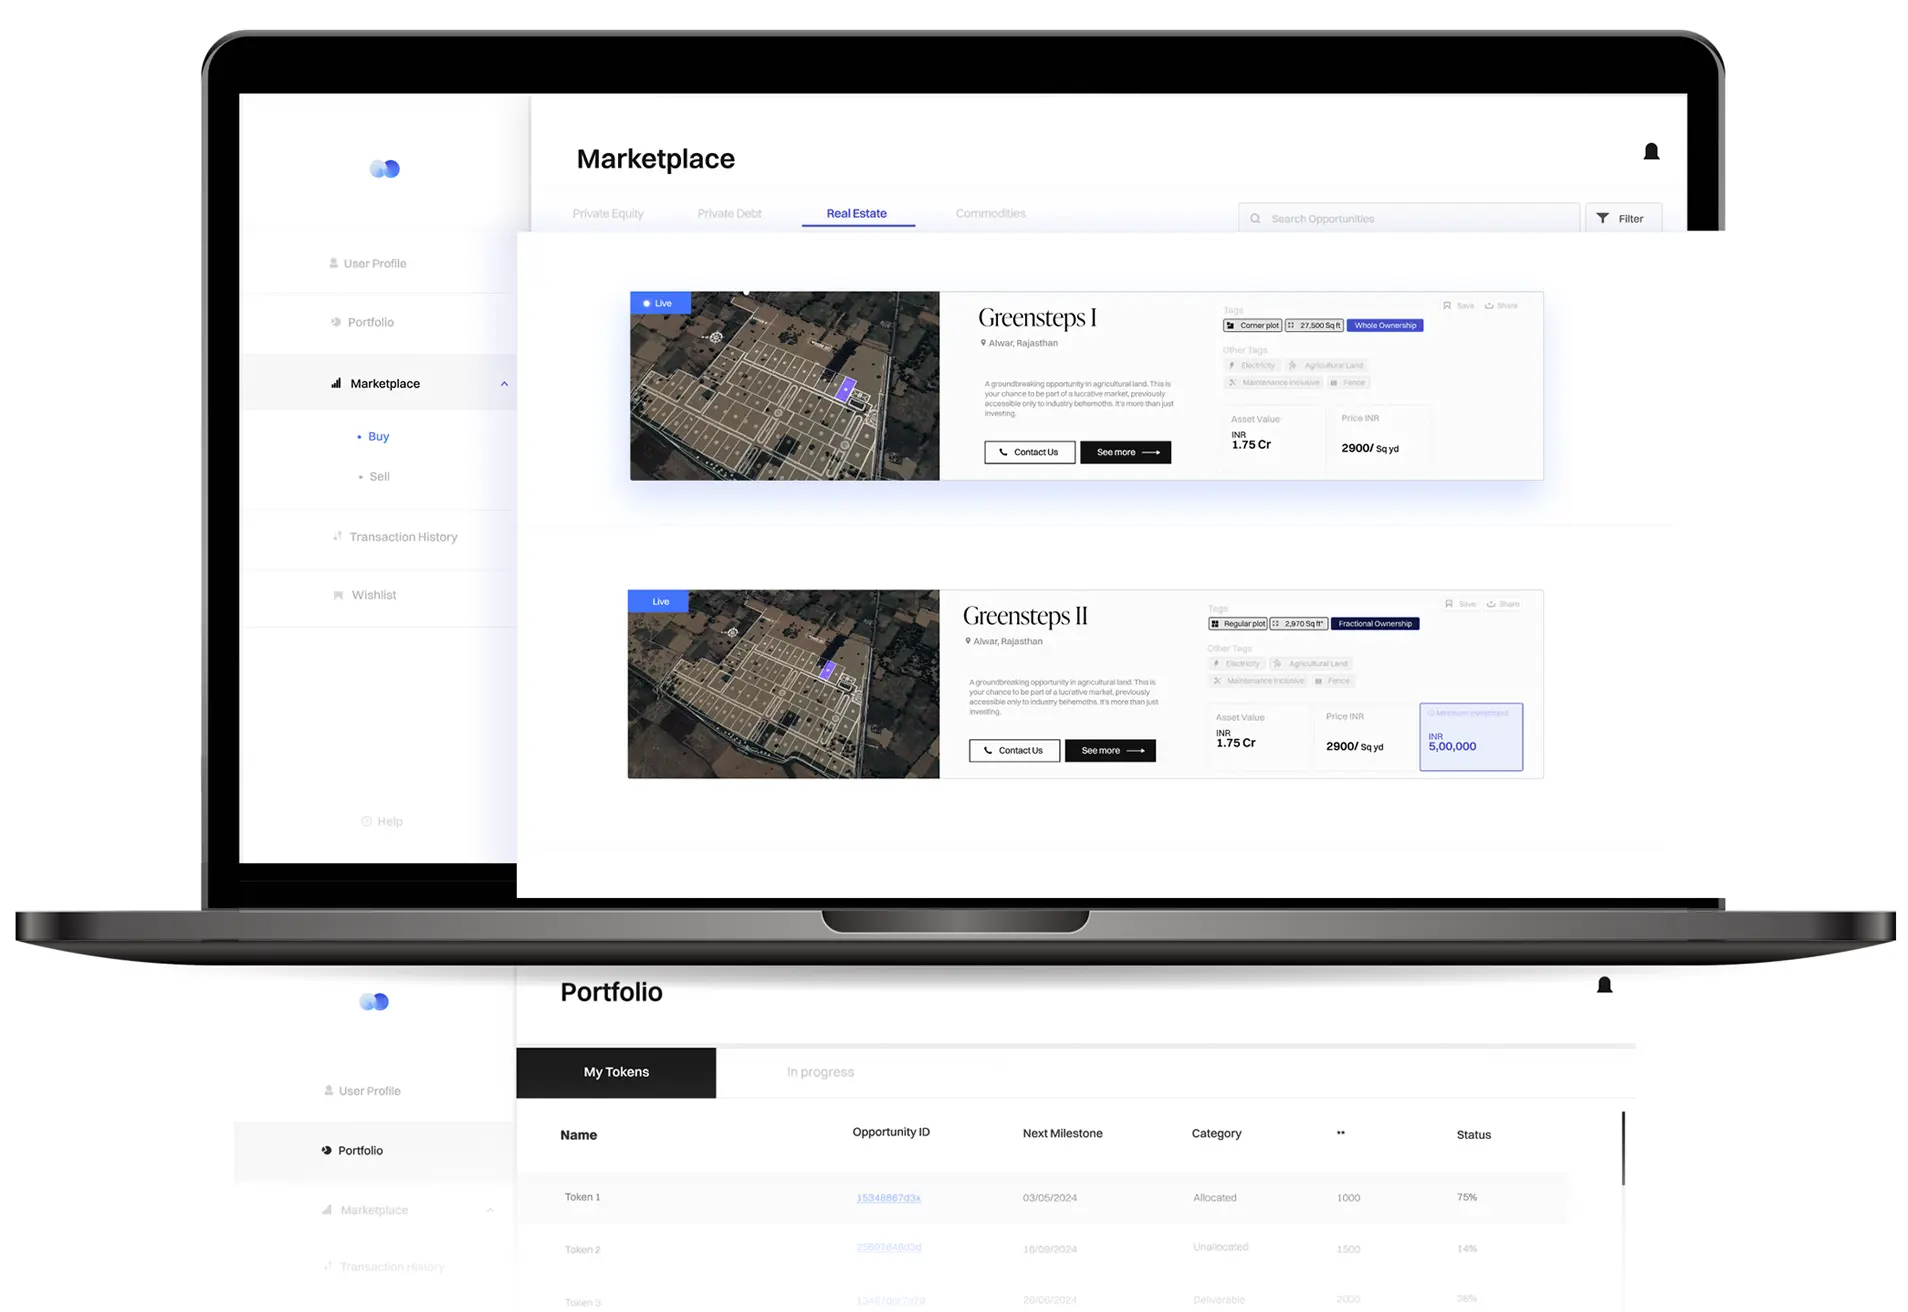 Marketplace
Private Equity
Private Debt
Real Estate
Commodities
Search Opportunities
Filter
User Profile
Portfolio
Marketplace
Buy
Sell
Transaction History
Wishlist
Help
Live
Greensteps I
Alwar, Rajasthan
A groundbreaking opportunity in agricultural land. This is
your chance to be part of a lucrative market, previously
accessible only to industry behemoths. It's more than just
investing.
Contact Us
See more
Tags
Corner plot
27,500 Sq ft
Whole Ownership
Save
Share
Other Tags
Electricity
Agricultural Land
Maintenance Inclusive
Fence
Asset Value
INR
1.75 Cr
Price INR
2900/ Sq yd
Live
Greensteps II
Alwar, Rajasthan
A groundbreaking opportunity in agricultural land. This is
your chance to be part of a lucrative market, previously
accessible only to industry behemoths. It's more than just
investing.
Contact Us
See more
Tags
Regular plot
2,970 Sq ft*
Fractional Ownership
Save
Share
Other Tags
Electricity
Agricultural Land
Maintenance Inclusive
Fence
Asset Value
INR
1.75 Cr
Price INR
2900/ Sq yd
Minimum Investment
INR
5,00,000
Portfolio
User Profile
Portfolio
Marketplace
Transaction History
My Tokens
In progress
Name
Opportunity ID
Next Milestone
Category
Status
Token 1
15348867d3x
03/05/2024
Allocated
1000
75%
Token 2
25697846d3d
16/09/2024
Unallocated
1500
14%
Token 3
26/06/2024
Deliverable
2000
36%